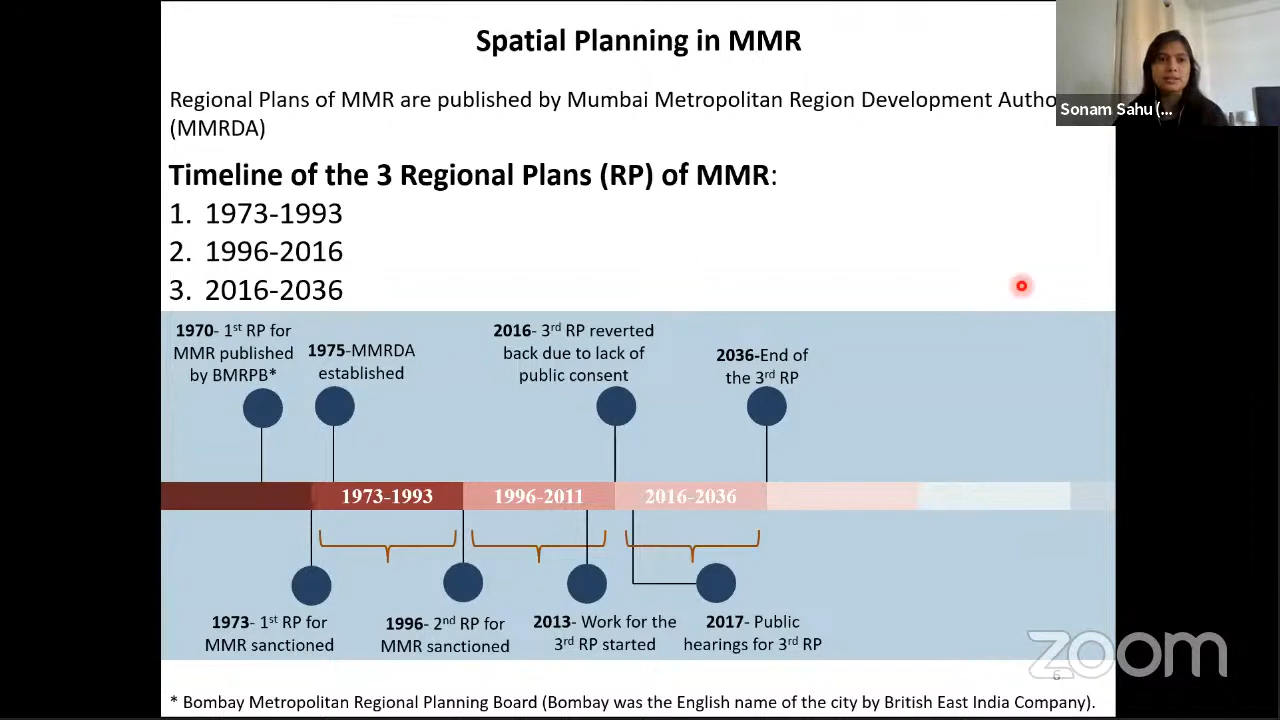 Spatial Planning in MMR
Regional Plans of MMR are published by Mumbai Metropolitan Region Development Autho
(MMRDA)
Sonam Sahu (...
Timeline of the 3 Regional Plans (RP) of MMR:
1. 1973-1993
2. 1996-2016
3. 2016-2036
1970- 1st RP for
MMR published
by BMRPB*
1975-MMRDA
established
2016- 3rd RP reverted
back due to lack of
public consent
2036-End of
the 3rd RP
1973-1993
1996-2011
2016-2036
1973- 1st RP for
MMR sanctioned
1996- 2nd RP for
MMR sanctioned
2013- Work for the
3rd RP started
2017- Public
hearings for 3rd RP
zoom
6
* Bombay Metropolitan Regional Planning Board (Bombay was the English name of the city by British East India Company).